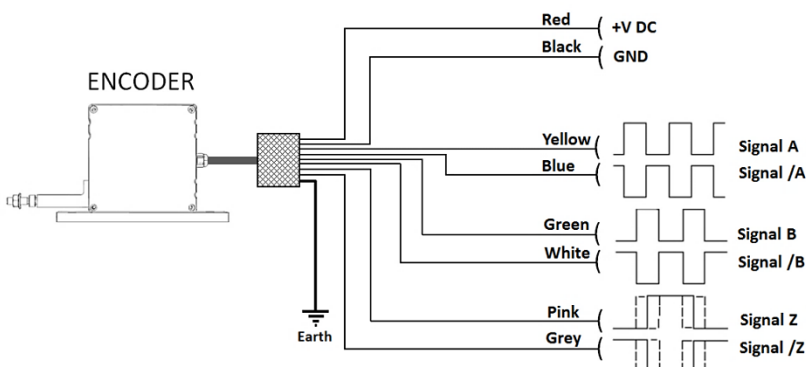 Red
+V DC
Black
GND
ENCODER
Yellow
Signal A
Blue
Signal /A
Green
Signal B
White
Signal /B
Pink
Signal Z
Earth
Grey
Signal /Z